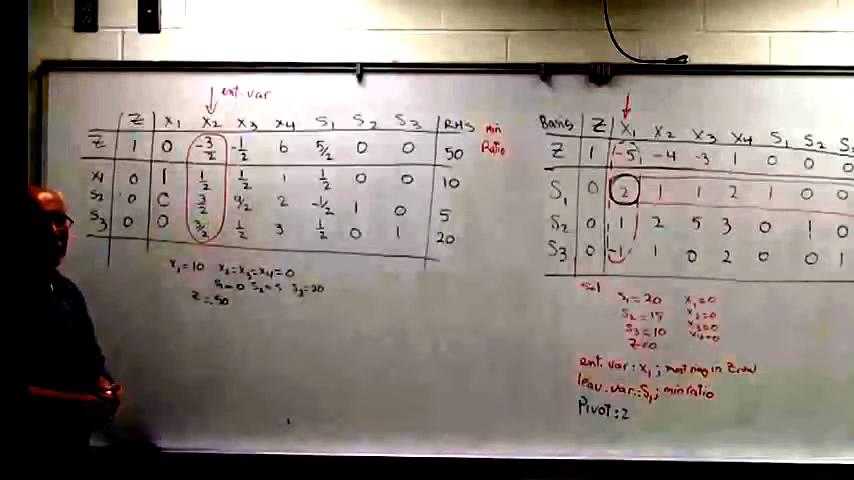 ent. var
Z X1 X2 X3 X4 S1 S2 S3 RHS min Ratio
Z 1 0 -3/2 -1/2 6 5/2 0 0 50
X1 0 1 1/2 1/2 1 1/2 0 0 10
S2 0 0 3/2 9/2 2 -1/2 1 0 5
S3 0 0 3/2 1/2 3 1/2 0 1 20
X1=10 X2=X3=X4=0
S1=0 S2=5 S3=20
Z=50
Basis Z X1 X2 X3 X4 S1 S2 S
Z 1 -5 -4 -3 1 0 0 0
S1 0 2 1 1 2 1 0 0
S2 0 1 2 5 3 0 1 0
S3 0 -1 1 0 2 0 0 1
Sol
S1=20 X1=0
S2=15 X2=0
S3=10 X3=0
Z=0 X4=0
ent. var: X1; most neg in Z row
leav. var: S1; min ratio
Pivot: 2